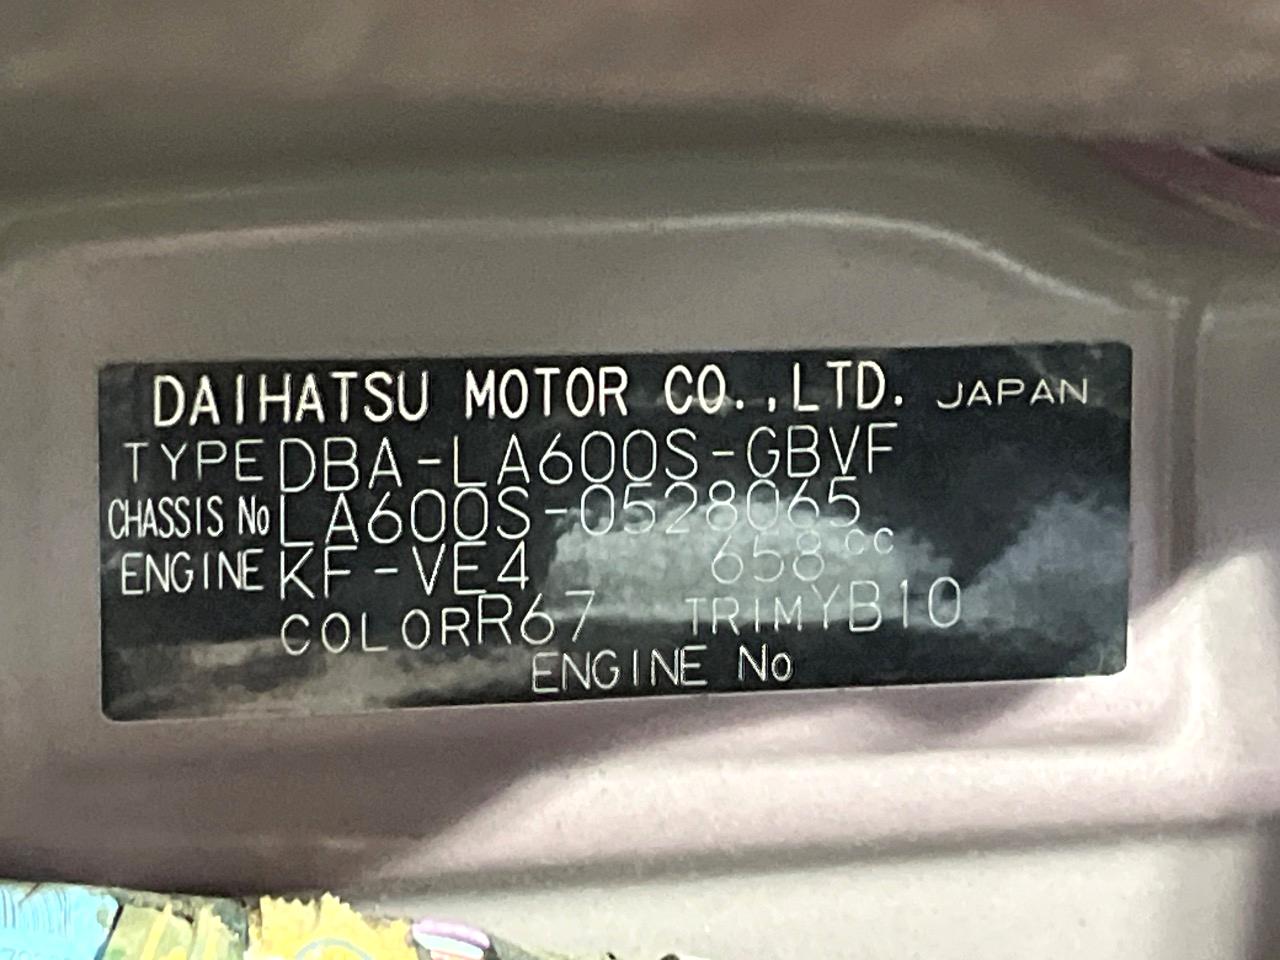 DAIHATSU MOTOR CO.,LTD. JAPAN
TYPE DBA-LA600S-GBVF
CHASSIS No LA600S-0528065
ENGINE KF-VE4 658cc
COLOR R67 TRIM YB10
ENGINE No